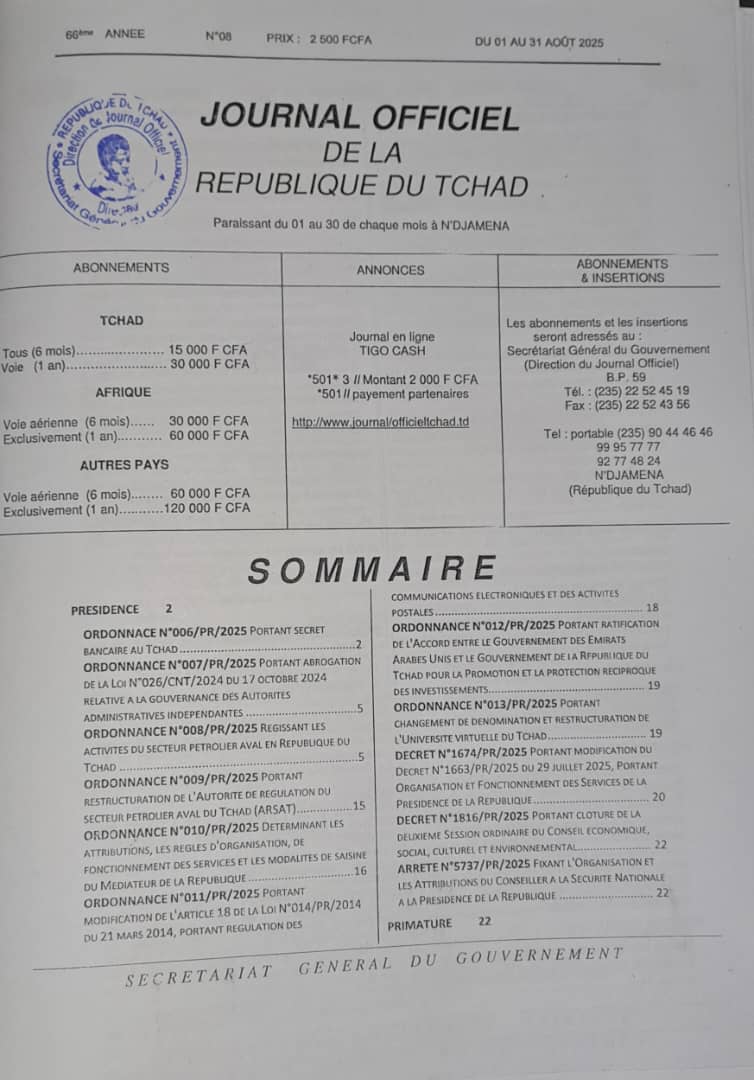 66ème ANNEE N°08 PRIX : 2 500 FCFA DU 01 AU 31 AOÛT 2025
REPUBLIQUE DU TCHAD
Direction de Journal Officiel
Secrétariat Général du Gouvernement
JOURNAL OFFICIEL
DE LA
REPUBLIQUE DU TCHAD
Paraissant du 01 au 30 de chaque mois à N'DJAMENA
ABONNEMENTS
TCHAD
Tous (6 mois)...................... 15 000 F CFA
Voie (1 an).......................... 30 000 F CFA
AFRIQUE
Voie aérienne (6 mois)...... 30 000 F CFA
Exclusivement (1 an)........... 60 000 F CFA
AUTRES PAYS
Voie aérienne (6 mois)........ 60 000 F CFA
Exclusivement (1 an)...........120 000 F CFA
ANNONCES
Journal en ligne
TIGO CASH
*501* 3 // Montant 2 000 F CFA
*501// payement partenaires
http://www.journal/officieltchad.td
ABONNEMENTS
& INSERTIONS
Les abonnements et les insertions
seront adressés au :
Secrétariat Général du Gouvernement
(Direction du Journal Officiel)
B.P. 59
Tél. : (235) 22 52 45 19
Fax : (235) 22 52 43 56
Tel : portable (235) 90 44 46 46
99 95 77 77
92 77 48 24
N'DJAMENA
(République du Tchad)
SOMMAIRE
PRESIDENCE 2
ORDONNACE N°006/PR/2025 PORTANT SECRET
BANCAIRE AU TCHAD.............................................2
ORDONNANCE N°007/PR/2025 PORTANT ABROGATION
DE LA LOI N°026/CNT/2024 DU 17 OCTOBRE 2024
RELATIVE A LA GOUVERNANCE DES AUTORITES
ADMINISTRATIVES INDEPENDANTES ............................5
ORDONNANCE N°008/PR/2025 REGISSANT LES
ACTIVITES DU SECTEUR PETROLIER AVAL EN REPUBLIQUE DU
TCHAD ............................................................5
ORDONNANCE N°009/PR/2025 PORTANT
RESTRUCTURATION DE L'AUTORITE DE REGULATION DU
SECTEUR PETROLIER AVAL DU TCHAD (ARSAT)..............15
ORDONNANCE N°010/PR/2025 DETERMINANT LES
ATTRIBUTIONS, LES REGLES D'ORGANISATION, DE
FONCTIONNEMENT DES SERVICES ET LES MODALITES DE SAISINE
DU MEDIATEUR DE LA REPUBLIQUE ...........................16
ORDONNANCE N°011/PR/2025 PORTANT
MODIFICATION DE L'ARTICLE 18 DE LA LOI N°014/PR/2014
DU 21 MARS 2014, PORTANT REGULATION DES
COMMUNICATIONS ELECTRONIQUES ET DES ACTIVITES
POSTALES..................................................... 18
ORDONNANCE N°012/PR/2025 PORTANT RATIFICATION
DE L'ACCORD ENTRE LE GOUVERNEMENT DES EMIRATS
ARABES UNIS ET LE GOUVERNEMENT DE LA REPUBLIQUE DU
TCHAD POUR LA PROMOTION ET LA PROTECTION RECIPROQUE
DES INVESTISSEMENTS........................................ 19
ORDONNANCE N°013/PR/2025 PORTANT
CHANGEMENT DE DENOMINATION ET RESTRUCTURATION DE
L'UNIVERSITE VIRTUELLE DU TCHAD......................... 19
DECRET N°1674/PR/2025 PORTANT MODIFICATION DU
DECRET N°1663/PR/2025 DU 29 JUILLET 2025, PORTANT
ORGANISATION ET FONCTIONNEMENT DES SERVICES DE LA
PRESIDENCE DE LA REPUBLIQUE............................. 20
DECRET N°1816/PR/2025 PORTANT CLOTURE DE LA
DEUXIEME SESSION ORDINAIRE DU CONSEIL ECONOMIQUE,
SOCIAL, CULTUREL ET ENVIRONNEMENTAL.................... 22
ARRETE N°5737/PR/2025 FIXANT L'ORGANISATION ET
LES ATTRIBUTIONS DU CONSEILLER A LA SECURITE NATIONALE
A LA PRESIDENCE DE LA REPUBLIQUE ........................ 22
PRIMATURE 22
SECRETARIAT GENERAL DU GOUVERNEMENT